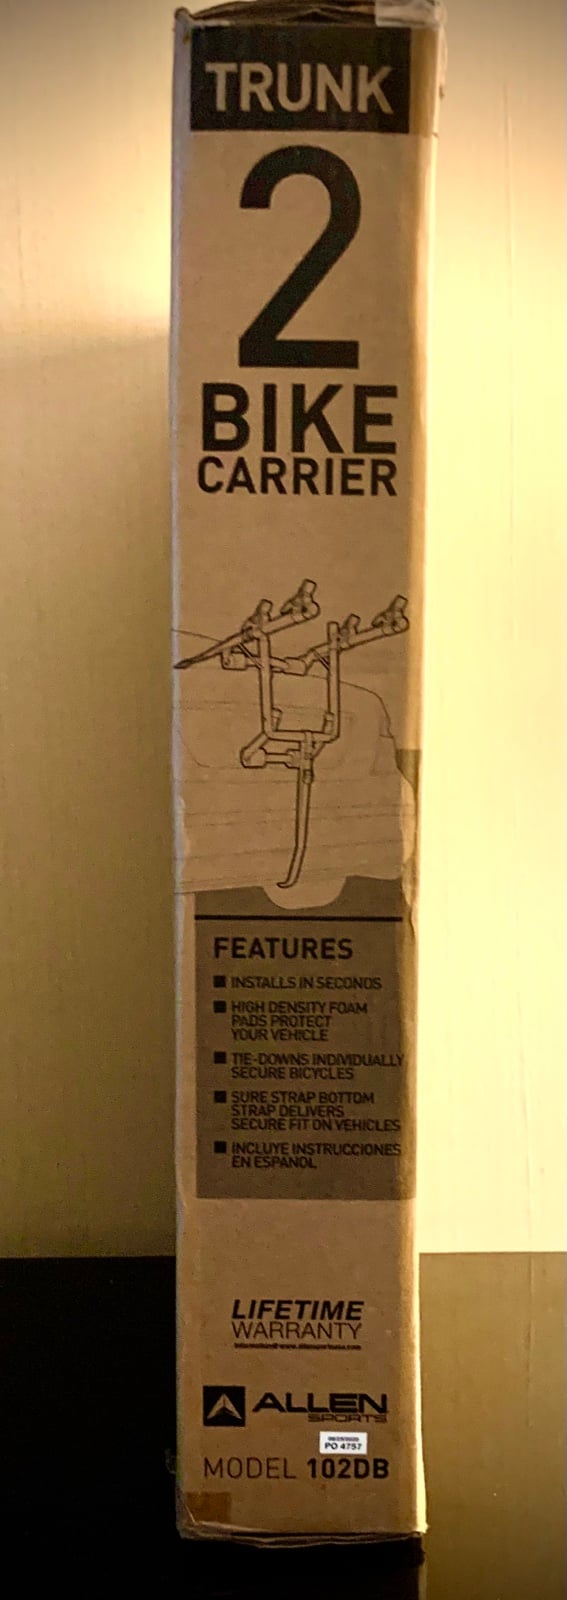 TRUNK
2
BIKE
CARRIER
FEATURES
INSTALLS IN SECONDS
HIGH DENSITY FOAM
PADS PROTECT
YOUR VEHICLE
TIE-DOWNS INDIVIDUALLY
SECURE BICYCLES
SURE STRAP BOTTOM
STRAP DELIVERS
SECURE FIT ON VEHICLES
INCLUYE INSTRUCCIONES
EN ESPANOL
LIFETIME
WARRANTY
ALLEN
SPORTS
PO 4757
MODEL 102DB